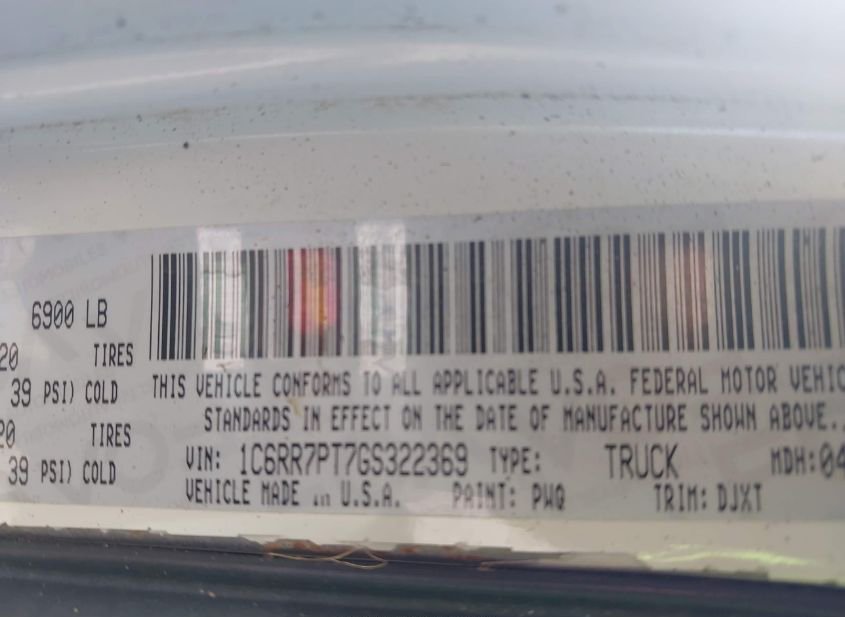 6900 LB
20 TIRES
39 PSI) COLD
20 TIRES
39 PSI) COLD
THIS VEHICLE CONFORMS TO ALL APPLICABLE U.S.A. FEDERAL MOTOR VEHIC
STANDARDS IN EFFECT ON THE DATE OF MANUFACTURE SHOWN ABOVE.
VIN: 1C6RR7PT7GS322369 TYPE: TRUCK MDH:04
VEHICLE MADE in U.S.A. PAINT: PWQ TRIM: DJXT